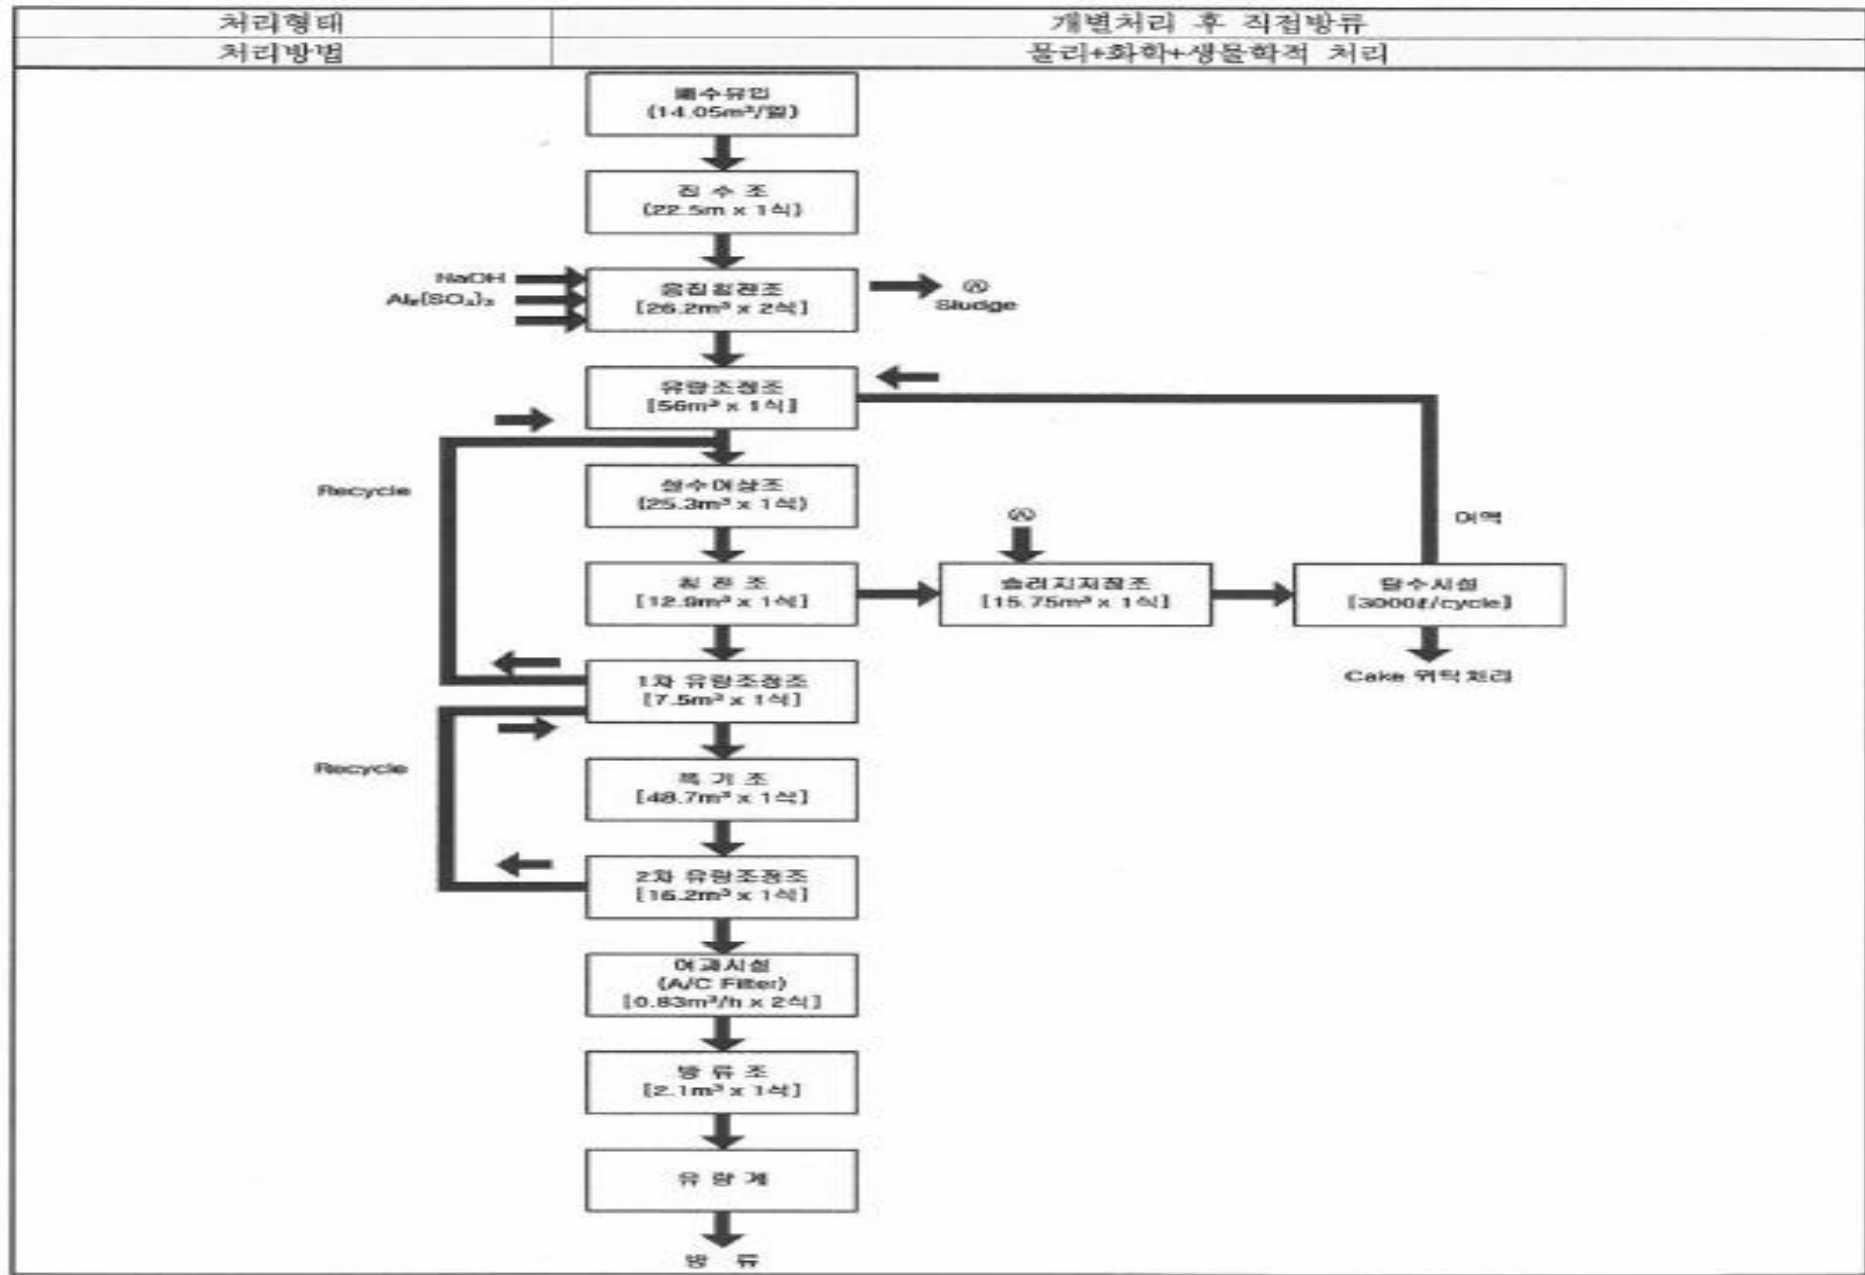 처리형태
개별처리 후 직접방류
처리방법
물리+화학+생물학적 처리
폐수유입
(14.05m³/일)
집 수 조
(22.5m x 1식)
NaOH
Al₂(SO₄)₃
응집침전조
[26.2m³ x 2식]
Ⓐ
Sludge
유량조정조
[56m³ x 1식]
Recycle
살수여상조
(25.3m³ x 1식)
Ⓐ
여액
침 전 조
[12.9m³ x 1식]
슬러지저장조
[15.75m³ x 1식]
탈수시설
[3000ℓ/cycle]
Cake 위탁처리
1차 유량조정조
[7.5m³ x 1식]
Recycle
폭 기 조
[48.7m³ x 1식]
2차 유량조정조
[16.2m³ x 1식]
여과시설
(A/C Filter)
[0.83m³/h x 2식]
방 류 조
[2.1m³ x 1식]
유 량 계
방 류